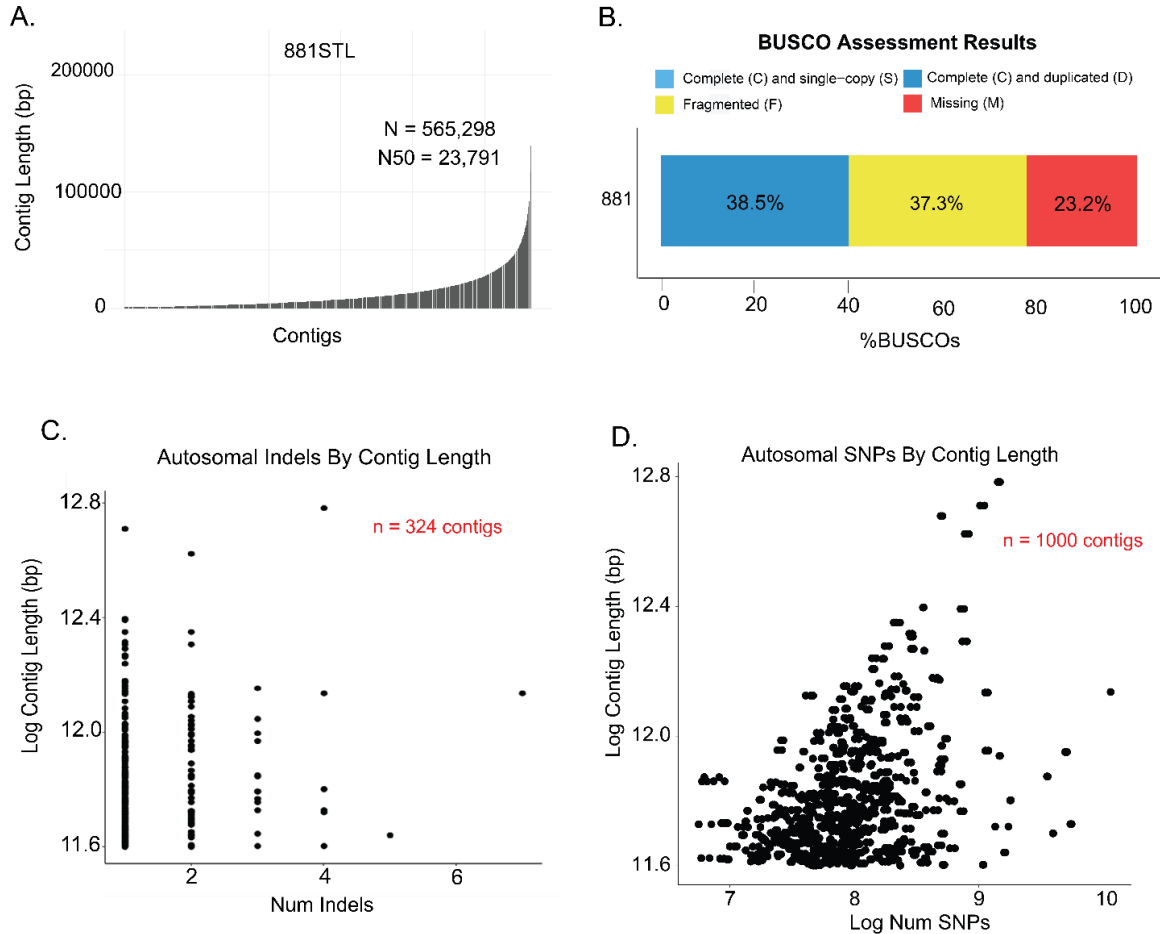 A.
881STL
200000
N = 565,298
N50 = 23,791
100000
0
Contig Length (bp)
Contigs
B.
BUSCO Assessment Results
Complete (C) and single-copy (S)
Complete (C) and duplicated (D)
Fragmented (F)
Missing (M)
881
38.5%
37.3%
23.2%
0 20 40 60 80 100
%BUSCOs
C.
Autosomal Indels By Contig Length
n = 324 contigs
12.8
12.4
12.0
11.6
Log Contig Length (bp)
2 4 6
Num Indels
D.
Autosomal SNPs By Contig Length
n = 1000 contigs
12.8
12.4
12.0
11.6
Log Contig Length (bp)
7 8 9 10
Log Num SNPs